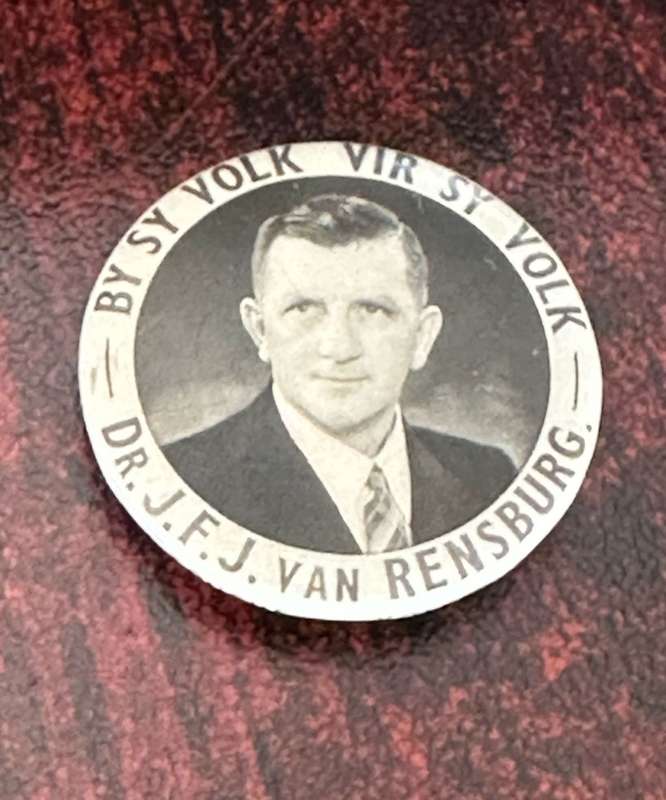 BY SY VOLK VIR SY VOLK
DR. J.F.J. VAN RENSBURG.